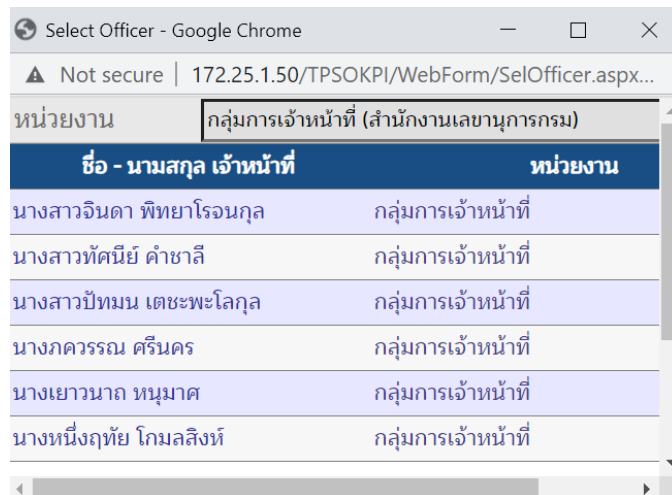 Select Officer - Google Chrome
Not secure | 172.25.1.50/TPSOKPI/WebForm/SelOfficer.aspx...
หน่วยงาน กลุ่มการเจ้าหน้าที่ (สำนักงานเลขานุการกรม)
ชื่อ - นามสกุล เจ้าหน้าที่ หน่วยงาน
นางสาวจินดา พิทยาโรจนกุล กลุ่มการเจ้าหน้าที่
นางสาวทัศนีย์ คำชาลี กลุ่มการเจ้าหน้าที่
นางสาวปัทมน เตชะพะโลกุล กลุ่มการเจ้าหน้าที่
นางภควรรณ ศรีนคร กลุ่มการเจ้าหน้าที่
นางเยาวนาถ หนุมาศ กลุ่มการเจ้าหน้าที่
นางหนึ่งฤทัย โกมลสิงห์ กลุ่มการเจ้าหน้าที่